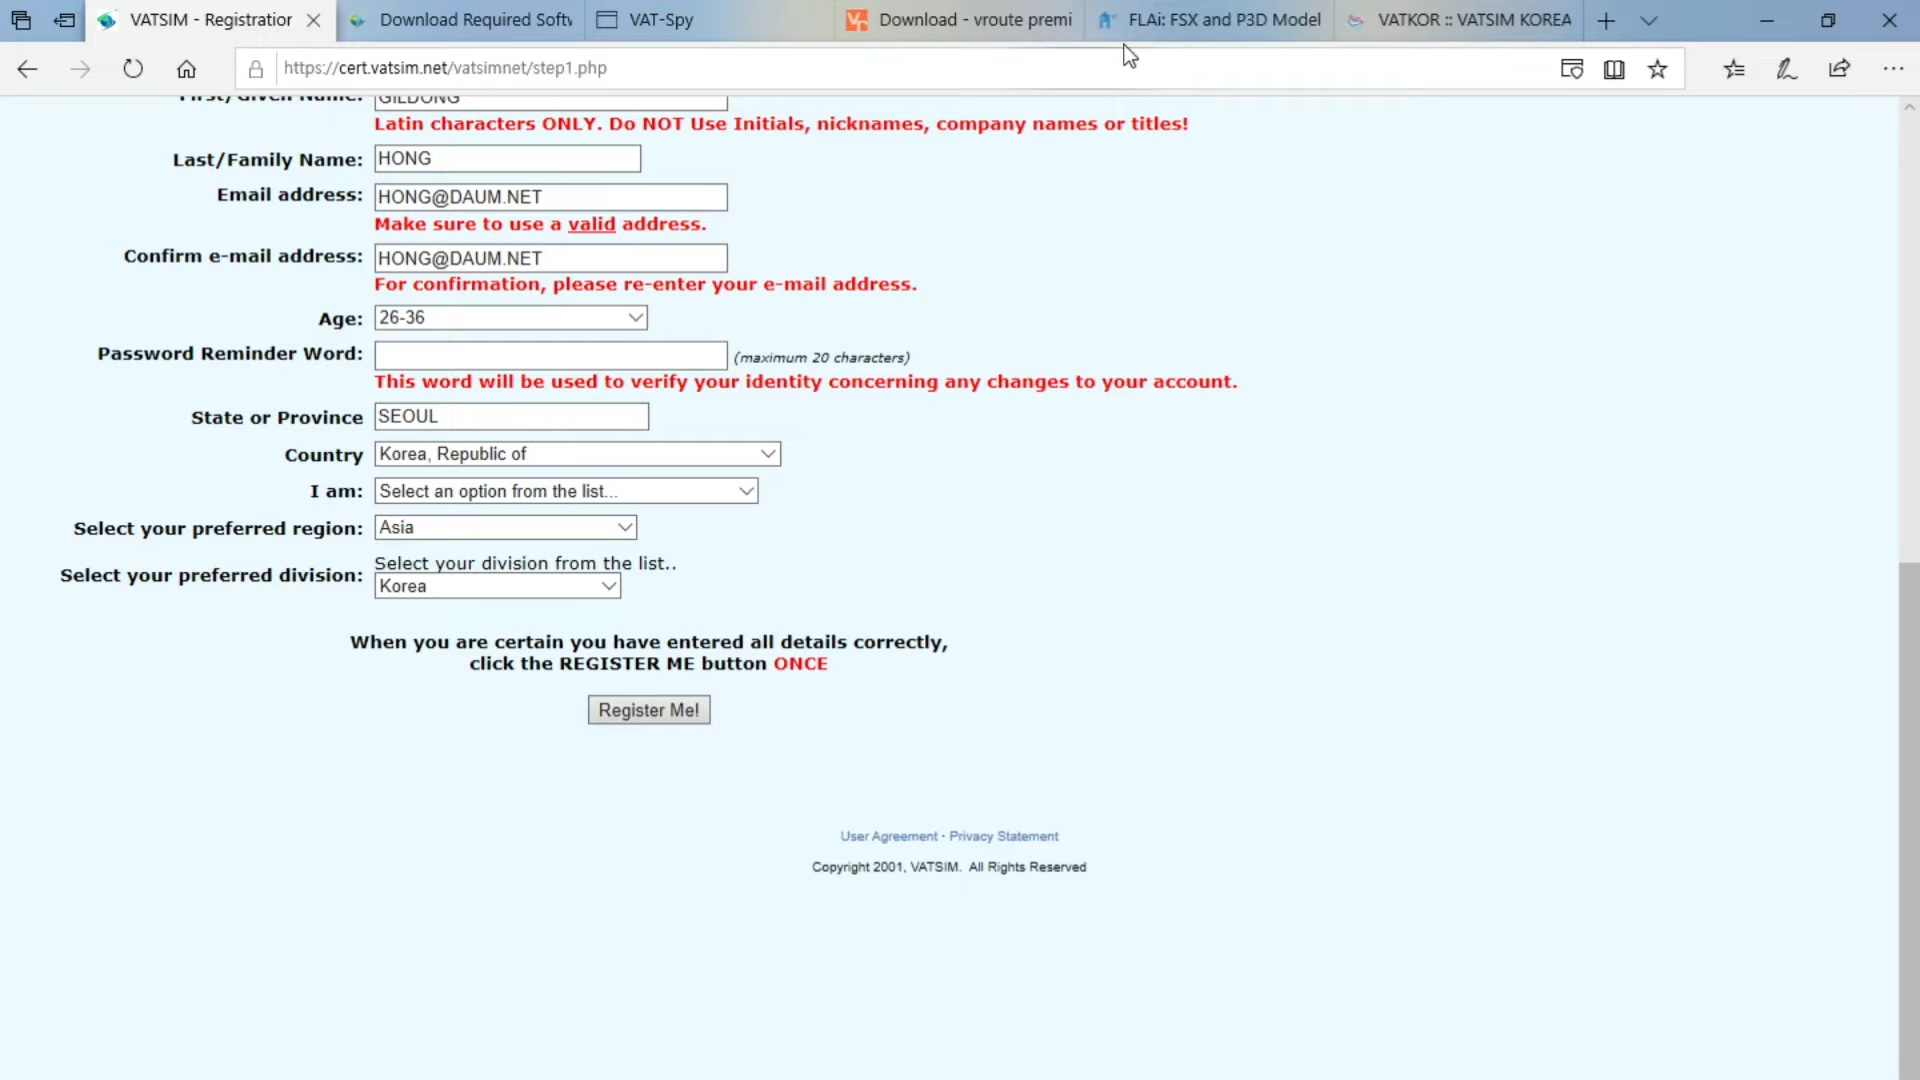 VATSIM - Registration
Download Required Softw
VAT-Spy
Download - vroute premi
FLAi: FSX and P3D Model
VATKOR :: VATSIM KOREA
https://cert.vatsim.net/vatsimnet/step1.php
First/Given Name: GILDONG
Latin characters ONLY. Do NOT Use Initials, nicknames, company names or titles!
Last/Family Name: HONG
Email address: HONG@DAUM.NET
Make sure to use a valid address.
Confirm e-mail address: HONG@DAUM.NET
For confirmation, please re-enter your e-mail address.
Age: 26-36
Password Reminder Word: (maximum 20 characters)
This word will be used to verify your identity concerning any changes to your account.
State or Province SEOUL
Country Korea, Republic of
I am: Select an option from the list...
Select your preferred region: Asia
Select your division from the list..
Select your preferred division: Korea
When you are certain you have entered all details correctly,
click the REGISTER ME button ONCE
Register Me!
User Agreement · Privacy Statement
Copyright 2001, VATSIM. All Rights Reserved